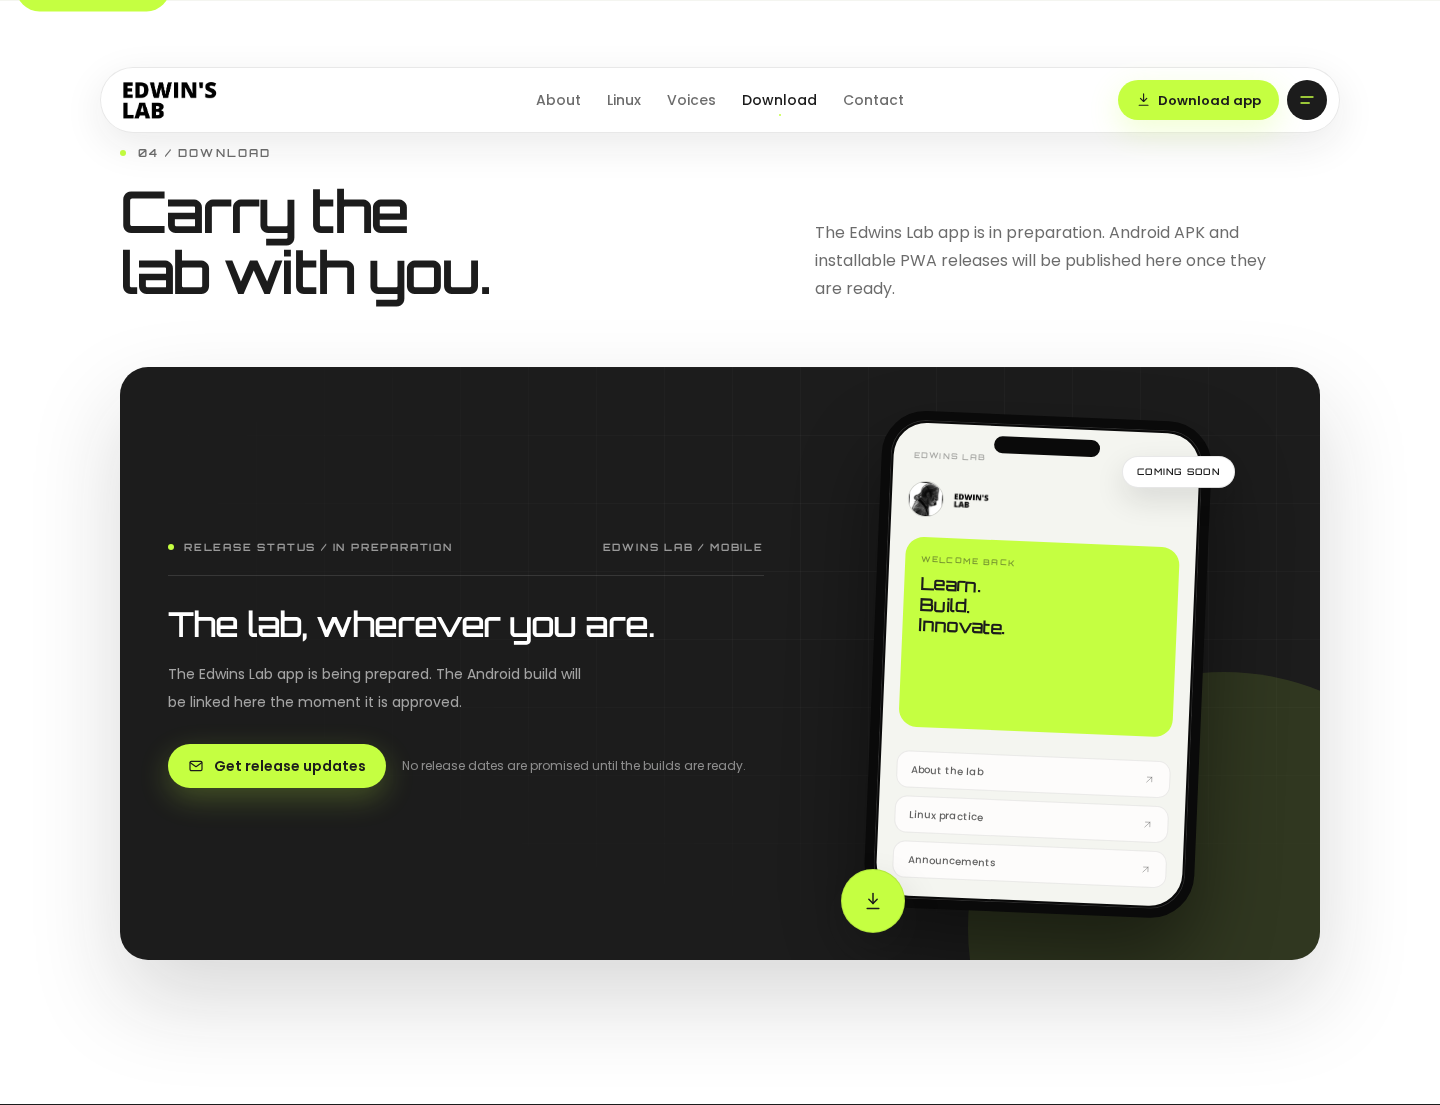 EDWIN'S
LAB
About
Linux
Voices
Download
Contact
Download app
04 / DOWNLOAD
Carry the
lab with you.
The Edwins Lab app is in preparation. Android APK and
installable PWA releases will be published here once they
are ready.
RELEASE STATUS / IN PREPARATION
EDWINS LAB / MOBILE
The lab, wherever you are.
The Edwins Lab app is being prepared. The Android build will
be linked here the moment it is approved.
Get release updates
No release dates are promised until the builds are ready.
EDWINS LAB
COMING SOON
EDWIN'S
LAB
WELCOME BACK
Learn.
Build.
Innovate.
About the lab
Linux practice
Announcements